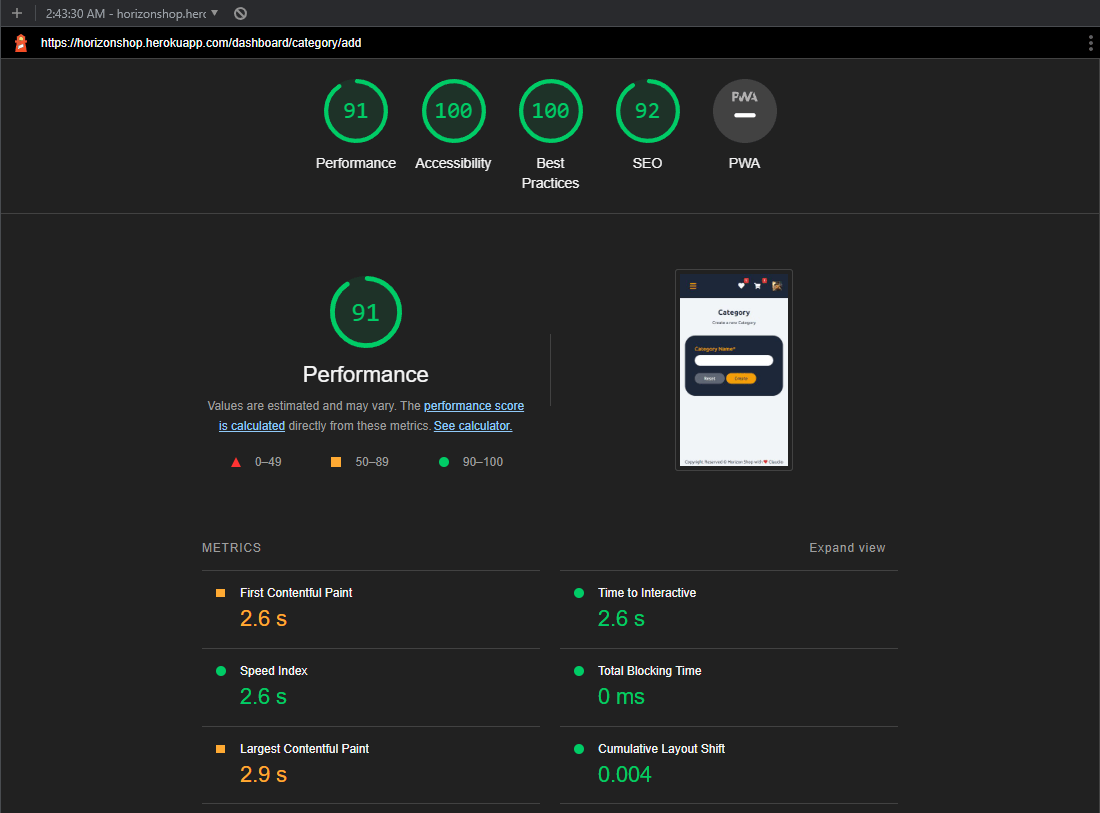 2:43:30 AM - horizonshop.herc
https://horizonshop.herokuapp.com/dashboard/category/add
91
100
100
92
PWA
Performance
Accessibility
Best
Practices
SEO
PWA
91
Performance
Values are estimated and may vary. The performance score
is calculated directly from these metrics. See calculator.
0–49
50–89
90–100
Category
Create a new Category
Category Name*
Reset
Create
Copyright Reserved © Horizon Shop with ❤ Claudia
METRICS
Expand view
First Contentful Paint
2.6 s
Time to Interactive
2.6 s
Speed Index
2.6 s
Total Blocking Time
0 ms
Largest Contentful Paint
2.9 s
Cumulative Layout Shift
0.004